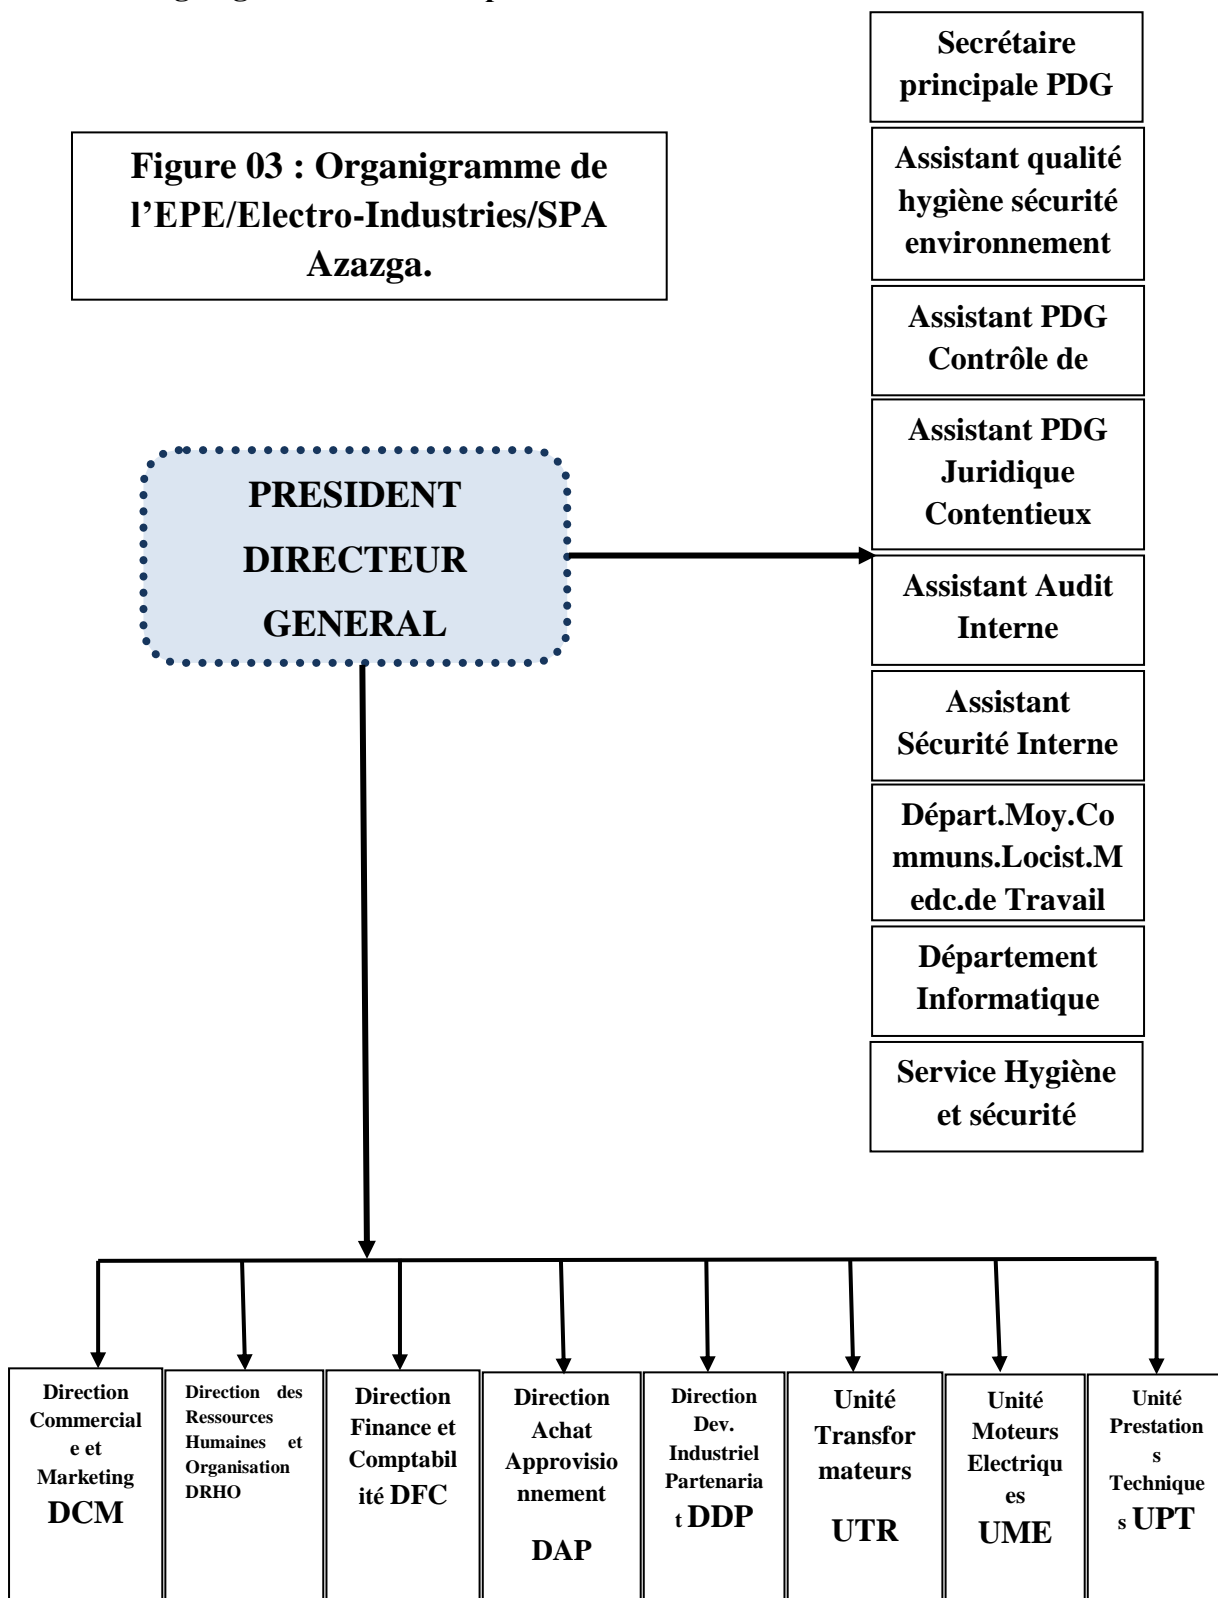 Secrétaire
principale PDG
Figure 03 : Organigramme de
l'EPE/Electro-Industries/SPA
Azazga.
Assistant qualité
hygiène sécurité
environnement
Assistant PDG
Contrôle de
Assistant PDG
Juridique
Contentieux
PRESIDENT
DIRECTEUR
GENERAL
Assistant Audit
Interne
Assistant
Sécurité Interne
Départ.Moy.Co
mmuns.Locist.M
edc.de Travail
Département
Informatique
Service Hygiène
et sécurité
Direction
Commercial
e et
Marketing
DCM
Direction des
Ressources
Humaines et
Organisation
DRHO
Direction
Finance et
Comptabil
ité DFC
Direction
Achat
Approvisio
nnement
DAP
Direction
Dev.
Industriel
Partenaria
t DDP
Unité
Transfor
mateurs
UTR
Unité
Moteurs
Electriqu
es
UME
Unité
Prestation
s
Technique
s UPT